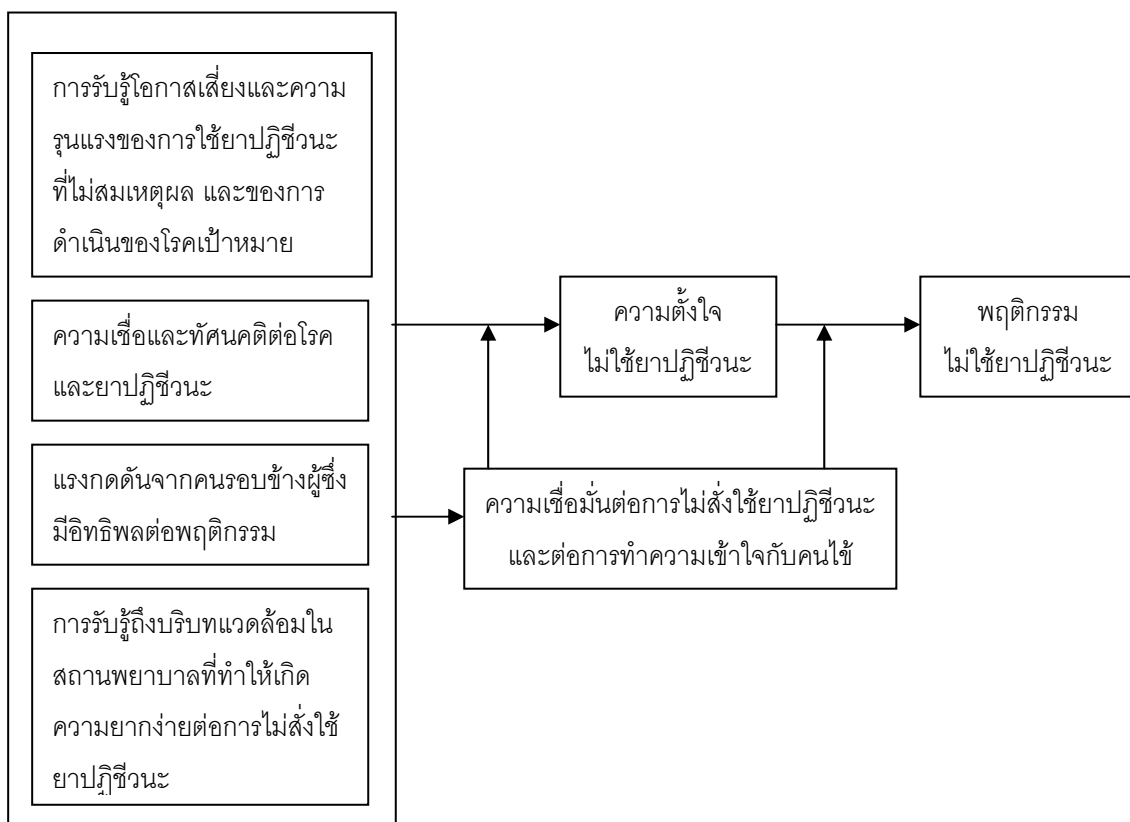 การรับรู้โอกาสเสี่ยงและความ
รุนแรงของการใช้ยาปฏิชีวนะ
ที่ไม่สมเหตุผล และของการ
ดำเนินของโรคเป้าหมาย
ความเชื่อและทัศนคติต่อโรค
และยาปฏิชีวนะ
แรงกดดันจากคนรอบข้างผู้ซึ่ง
มีอิทธิพลต่อพฤติกรรม
การรับรู้ถึงบริบทแวดล้อมใน
สถานพยาบาลที่ทำให้เกิด
ความยากง่ายต่อการไม่สั่งใช้
ยาปฏิชีวนะ
ความตั้งใจ
ไม่ใช้ยาปฏิชีวนะ
พฤติกรรม
ไม่ใช้ยาปฏิชีวนะ
ความเชื่อมั่นต่อการไม่สั่งใช้ยาปฏิชีวนะ
และต่อการทำความเข้าใจกับคนไข้